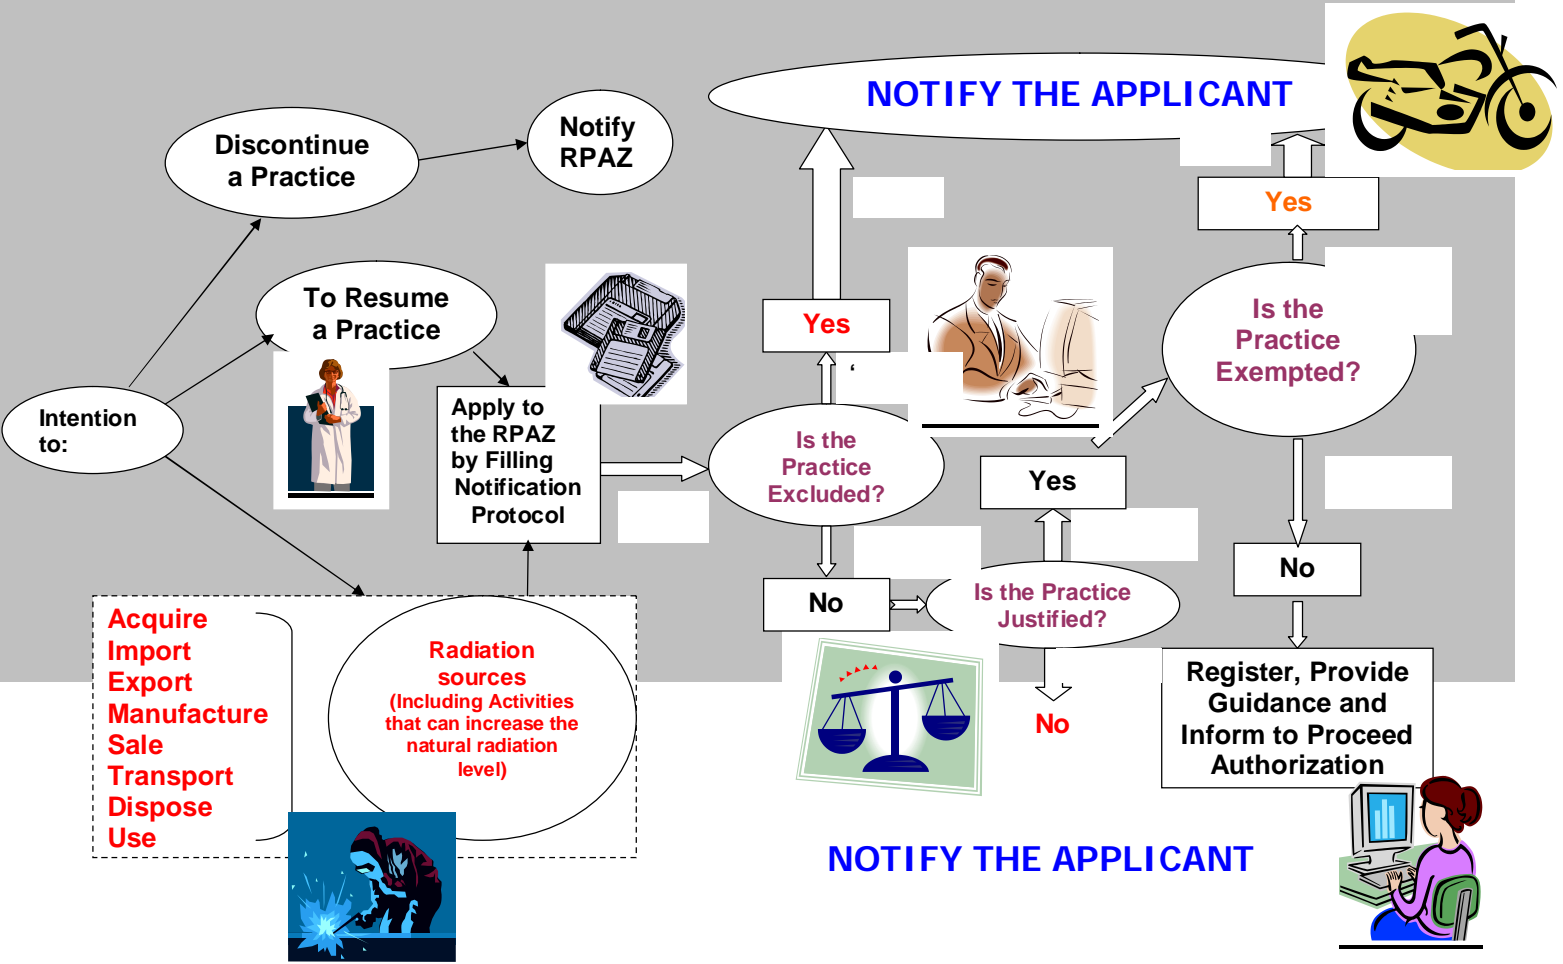 NOTIFY THE APPLICANT
Discontinue
a Practice
Notify
RPAZ
Yes
To Resume
a Practice
Yes
Is the
Practice
Exempted?
‘
Intention
to:
Apply to
the RPAZ
by Filling
Notification
Protocol
Is the
Practice
Excluded?
Yes
No
No
Is the Practice
Justified?
Acquire
Import
Export
Manufacture
Sale
Transport
Dispose
Use
Radiation
sources
(Including Activities
that can increase the
natural radiation
level)
No
Register, Provide
Guidance and
Inform to Proceed
Authorization
NOTIFY THE APPLICANT